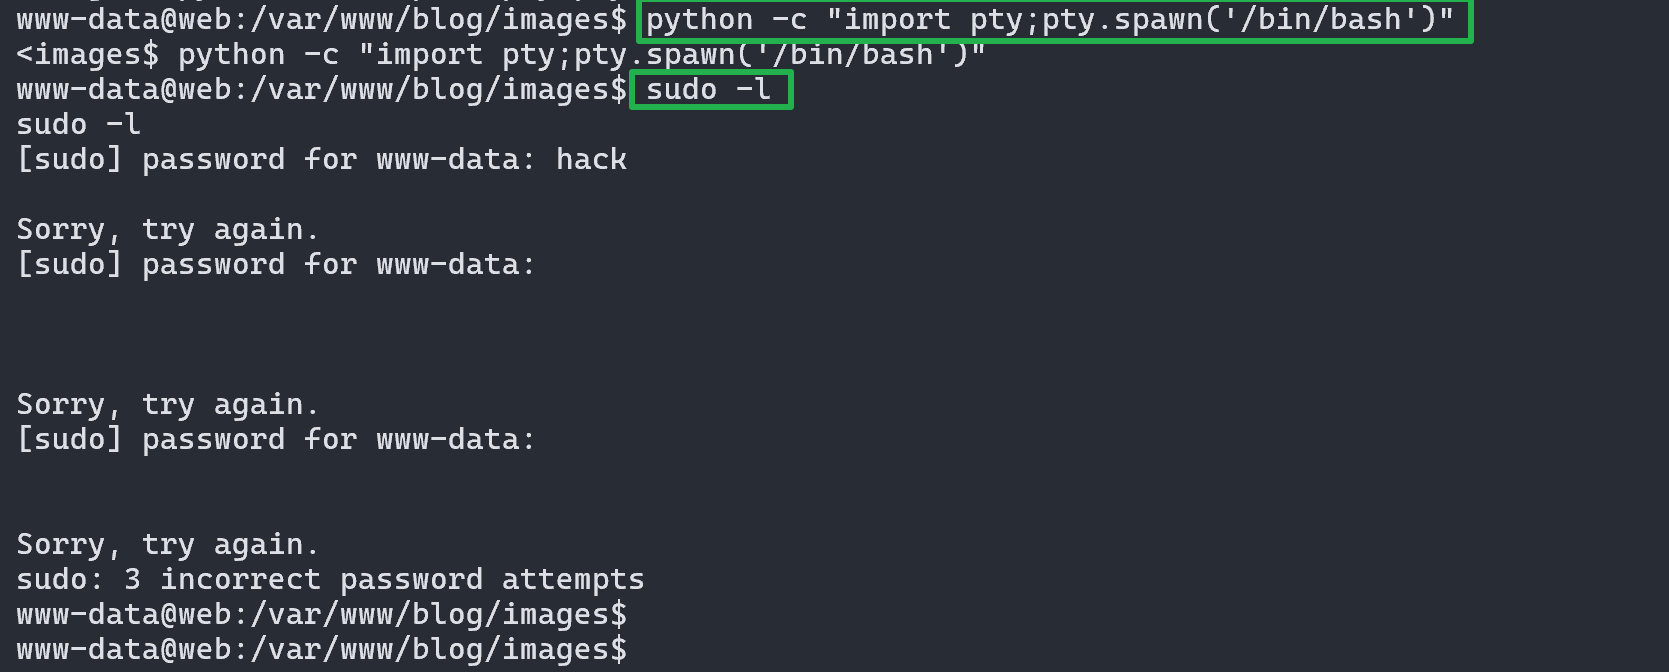 www-data@web:/var/www/blog/images$ python -c "import pty;pty.spawn('/bin/bash')"
<images$ python -c "import pty;pty.spawn('/bin/bash')"
www-data@web:/var/www/blog/images$ sudo -l
sudo -l
[sudo] password for www-data: hack
Sorry, try again.
[sudo] password for www-data:
Sorry, try again.
[sudo] password for www-data:
Sorry, try again.
sudo: 3 incorrect password attempts
www-data@web:/var/www/blog/images$
www-data@web:/var/www/blog/images$